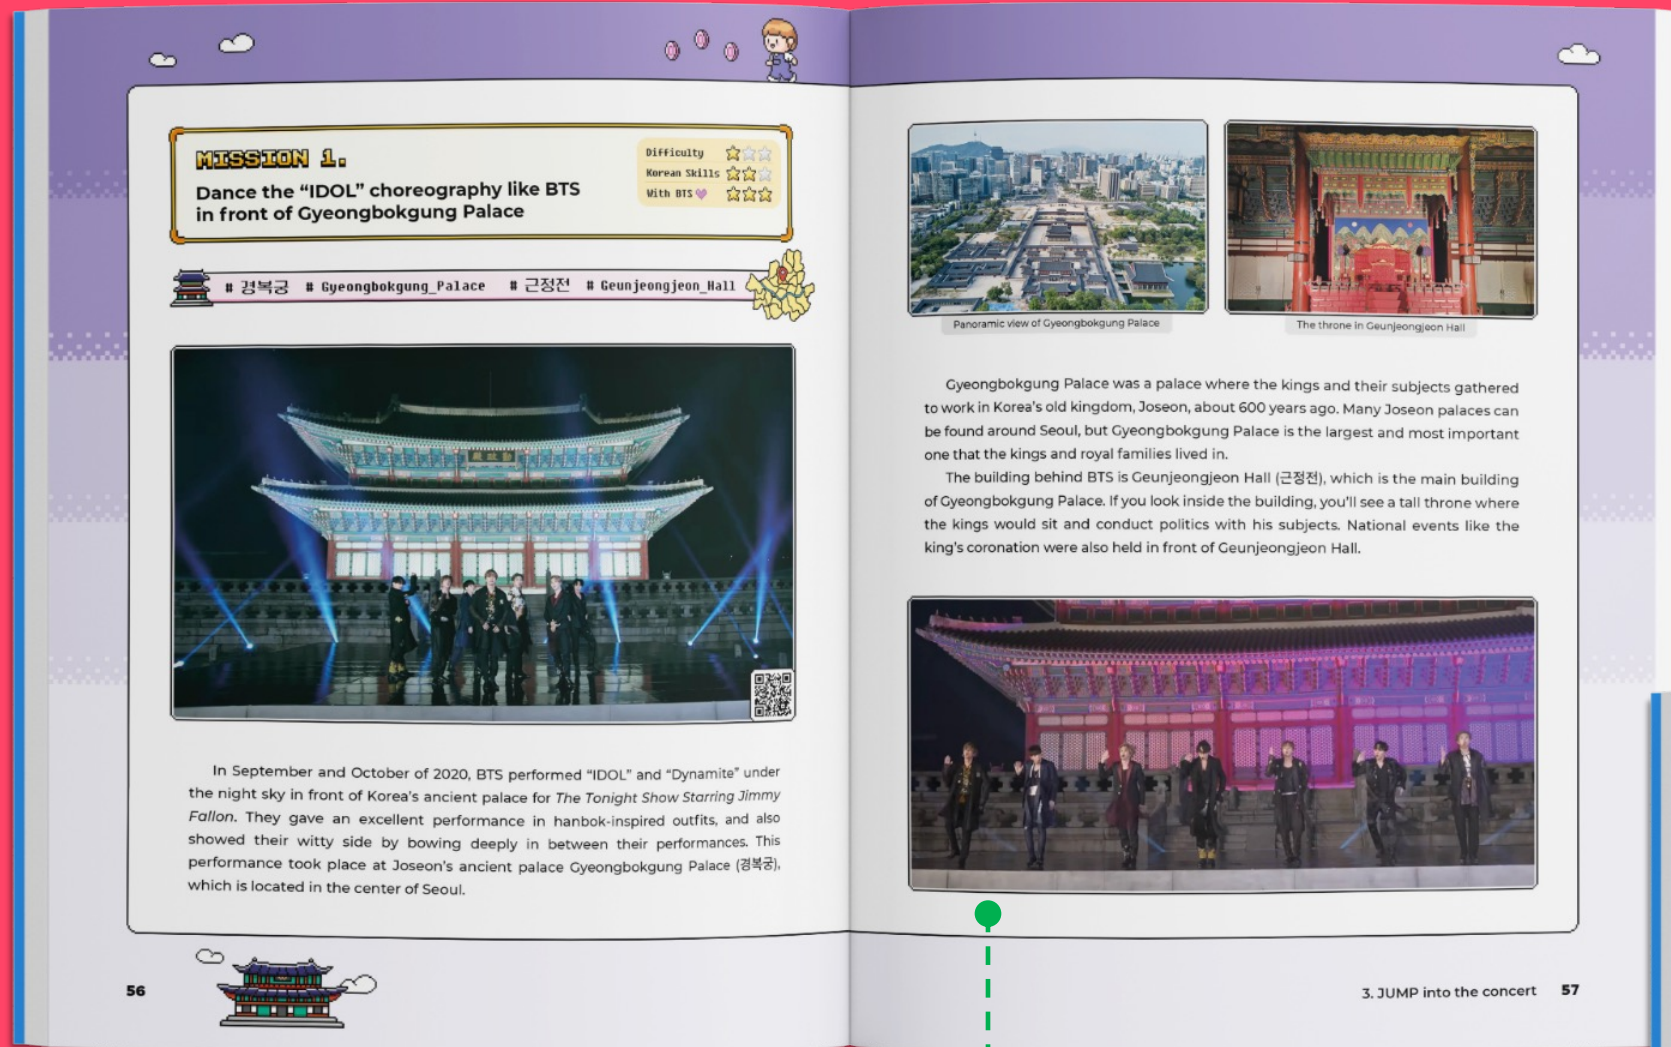 MISSION 1.
Dance the “IDOL” choreography like BTS
in front of Gyeongbokgung Palace
Difficulty
Korean Skills
With BTS
# 경복궁 # Gyeongbokgung_Palace # 근정전 # Geunjeongjeon_Hall
In September and October of 2020, BTS performed “IDOL” and “Dynamite” under
the night sky in front of Korea’s ancient palace for The Tonight Show Starring Jimmy
Fallon. They gave an excellent performance in hanbok-inspired outfits, and also
showed their witty side by bowing deeply in between their performances. This
performance took place at Joseon’s ancient palace Gyeongbokgung Palace (경복궁),
which is located in the center of Seoul.
56
Panoramic view of Gyeongbokgung Palace
The throne in Geunjeongjeon Hall
Gyeongbokgung Palace was a palace where the kings and their subjects gathered
to work in Korea’s old kingdom, Joseon, about 600 years ago. Many Joseon palaces can
be found around Seoul, but Gyeongbokgung Palace is the largest and most important
one that the kings and royal families lived in.
The building behind BTS is Geunjeongjeon Hall (근정전), which is the main building
of Gyeongbokgung Palace. If you look inside the building, you’ll see a tall throne where
the kings would sit and conduct politics with his subjects. National events like the
king’s coronation were also held in front of Geunjeongjeon Hall.
3. JUMP into the concert 57